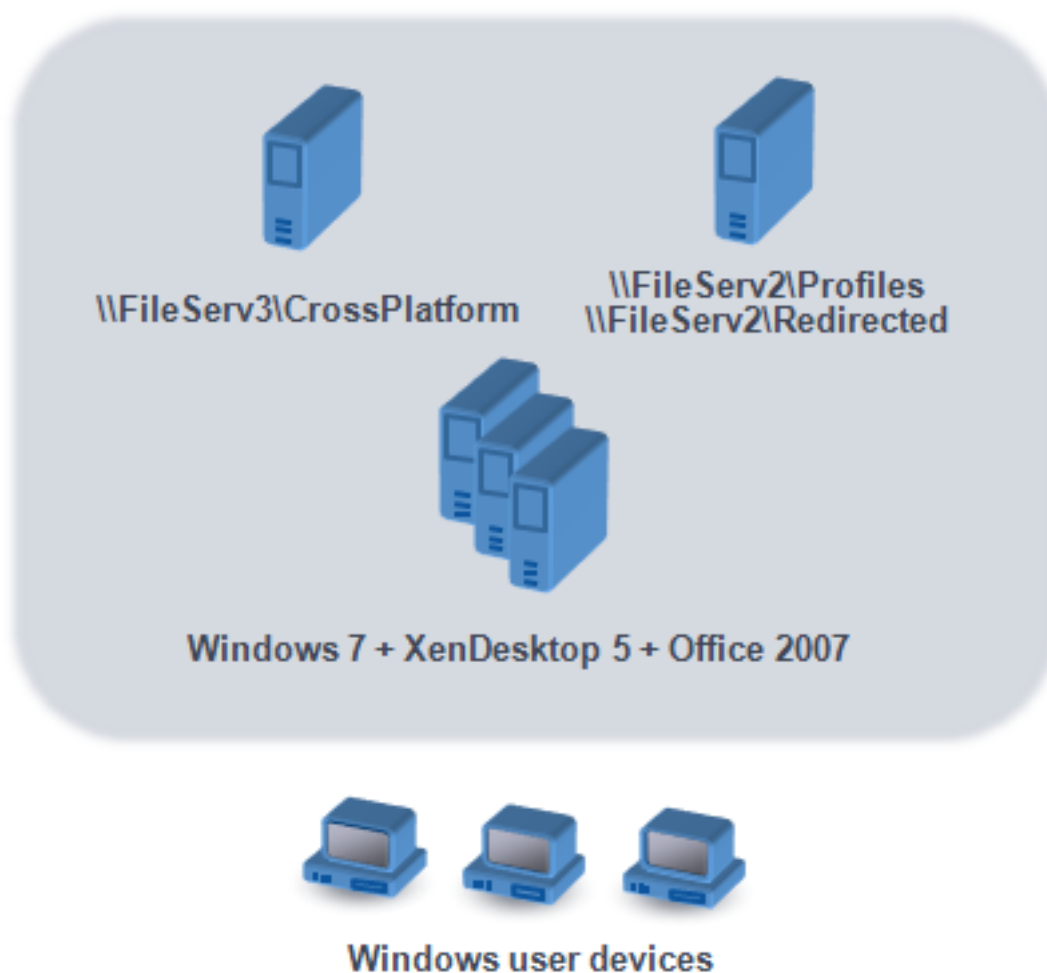 \\FileServ3\CrossPlatform
\\FileServ2\Profiles
\\FileServ2\Redirected
Windows 7 + XenDesktop 5 + Office 2007
Windows user devices